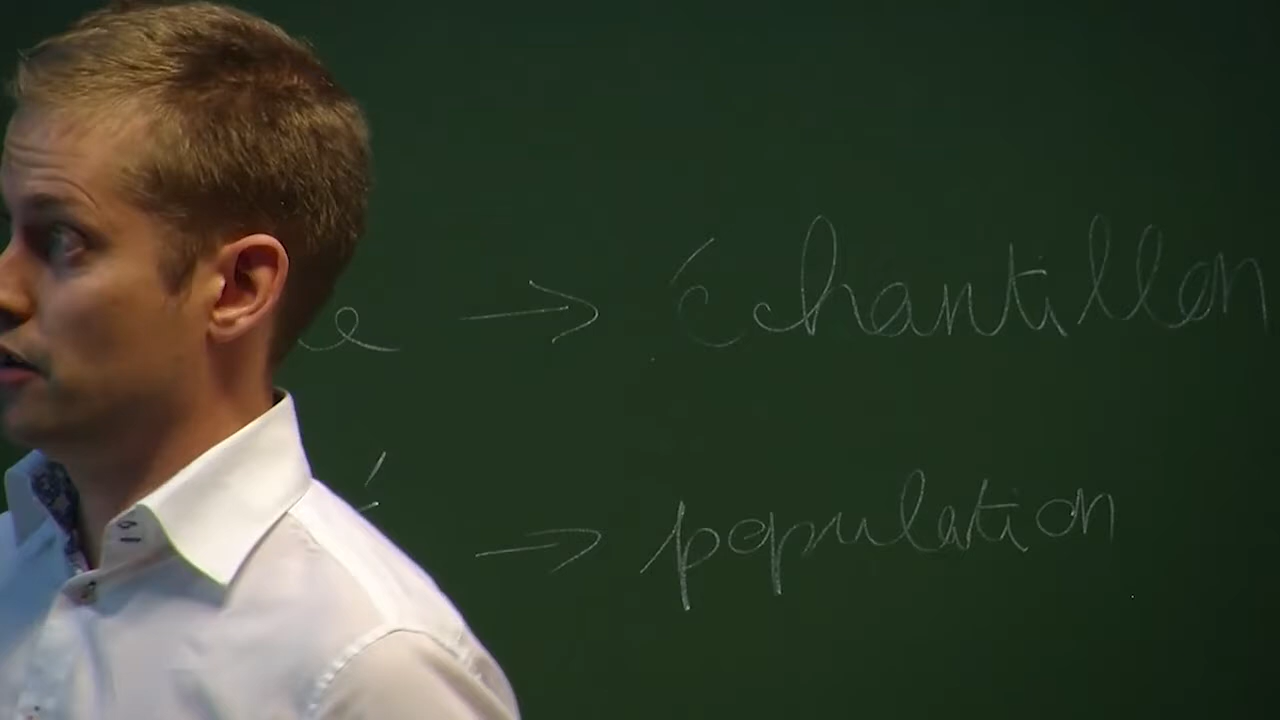 → échantillon
→ population